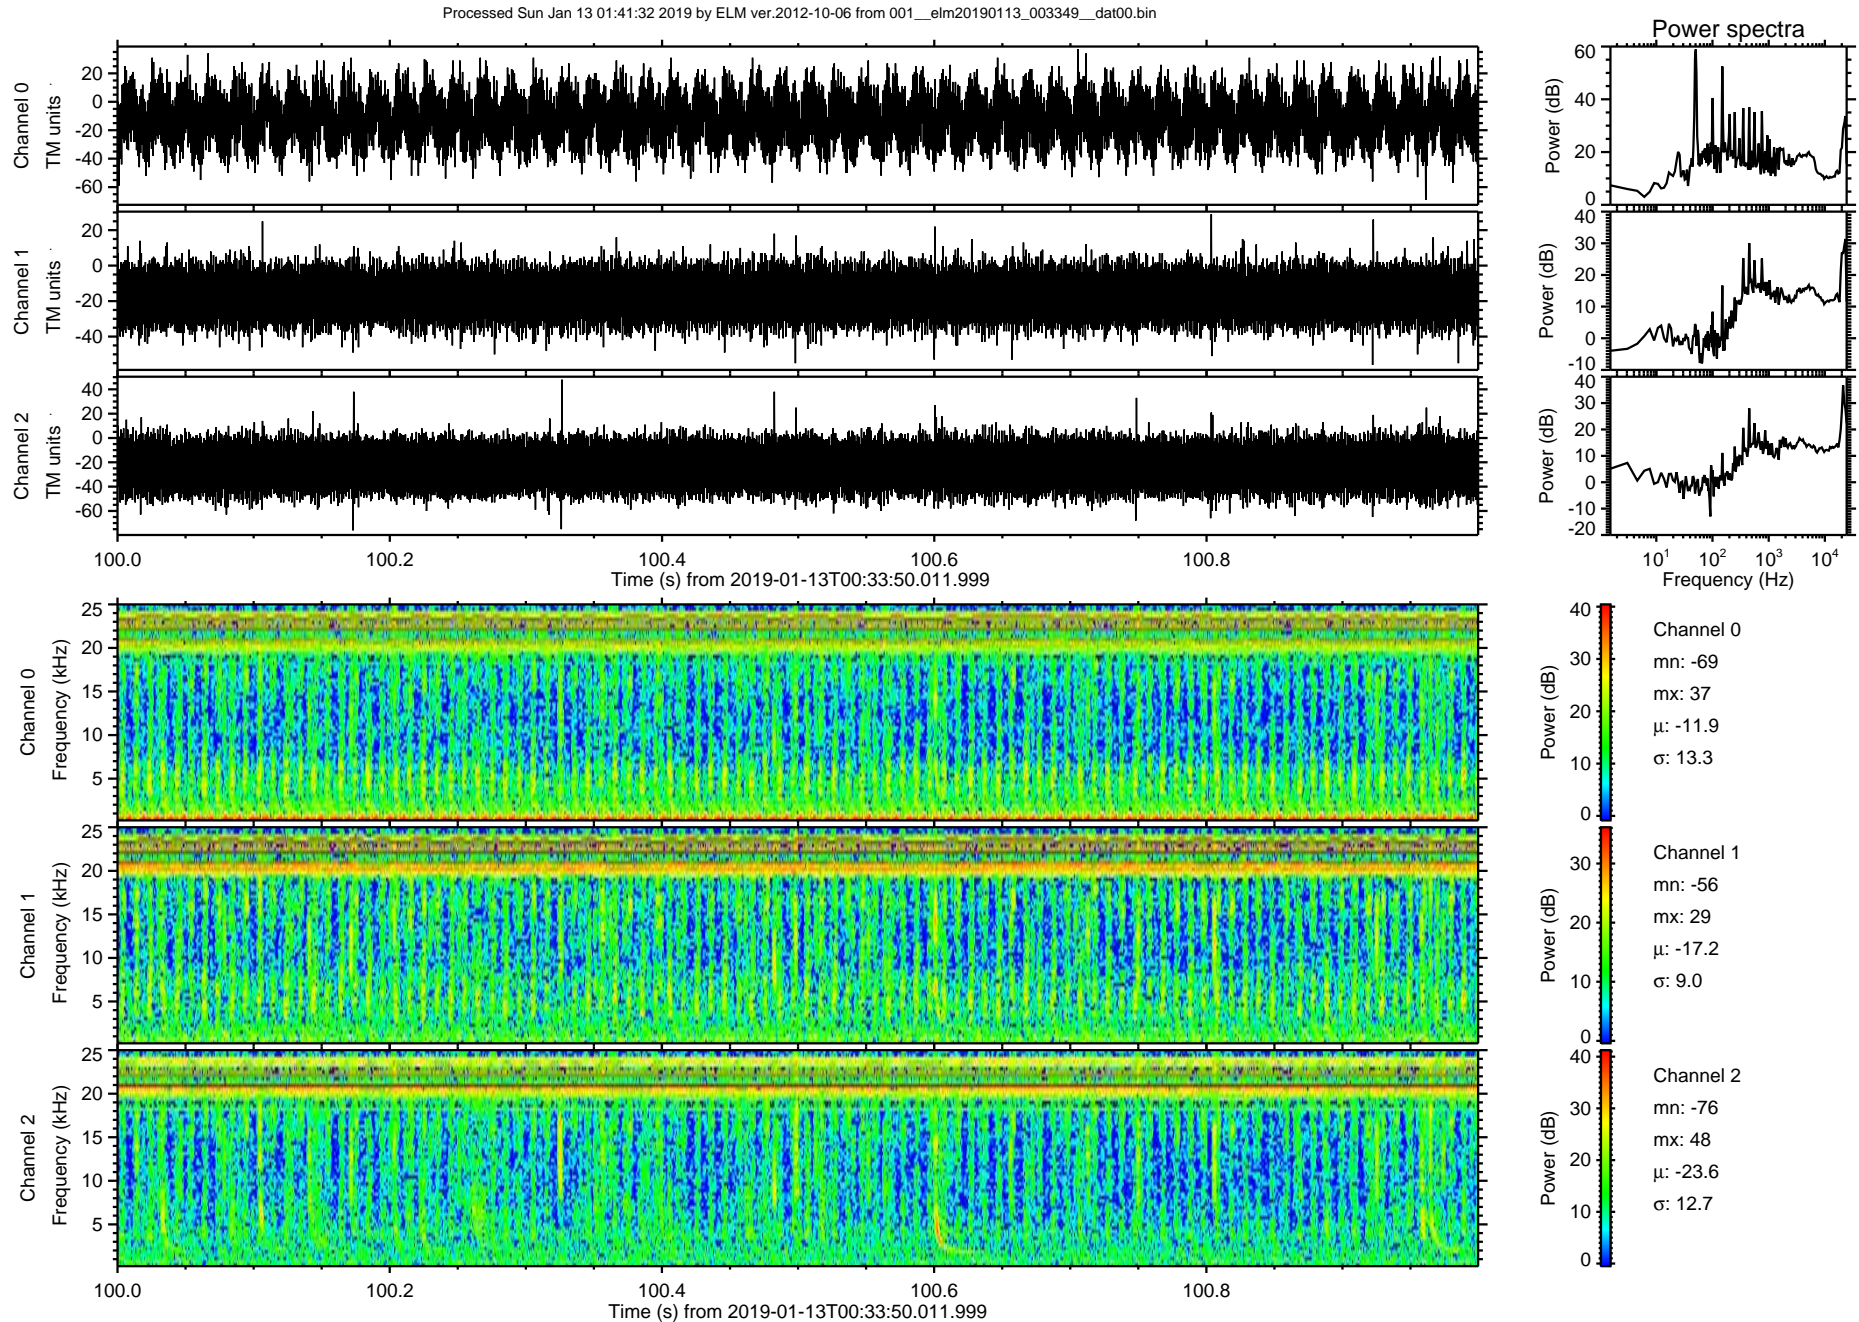 Processed Sun Jan 13 01:41:32 2019 by ELM ver.2012-10-06 from 001__elm20190113_003349__dat00.bin
Power spectra
Channel 0
TM units
20
0
-20
-40
-60
Power (dB)
60
40
20
0
Channel 1
TM units
20
0
-20
-40
Power (dB)
40
30
20
10
0
-10
Channel 2
TM units
40
20
0
-20
-40
-60
Power (dB)
40
30
20
10
0
-10
-20
100.0 100.2 100.4 100.6 100.8
Time (s) from 2019-01-13T00:33:50.011.999
10¹ 10² 10³ 10⁴
Frequency (Hz)
Channel 0
Frequency (kHz)
25
20
15
10
5
Power (dB)
40
30
20
10
0
Channel 0
mn: -69
mx: 37
µ: -11.9
σ: 13.3
Channel 1
Frequency (kHz)
25
20
15
10
5
Power (dB)
30
20
10
0
Channel 1
mn: -56
mx: 29
µ: -17.2
σ: 9.0
Channel 2
Frequency (kHz)
25
20
15
10
5
Power (dB)
40
30
20
10
0
Channel 2
mn: -76
mx: 48
µ: -23.6
σ: 12.7
100.0 100.2 100.4 100.6 100.8
Time (s) from 2019-01-13T00:33:50.011.999